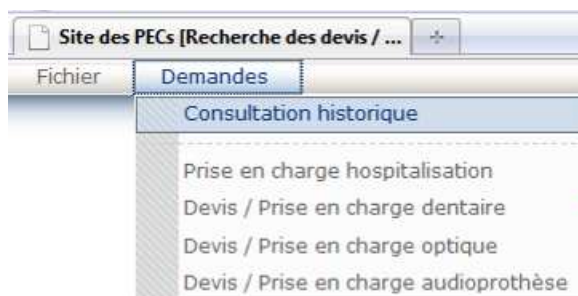 Site des PECs [Recherche des devis / ...
Fichier Demandes
Consultation historique
Prise en charge hospitalisation
Devis / Prise en charge dentaire
Devis / Prise en charge optique
Devis / Prise en charge audioprothèse